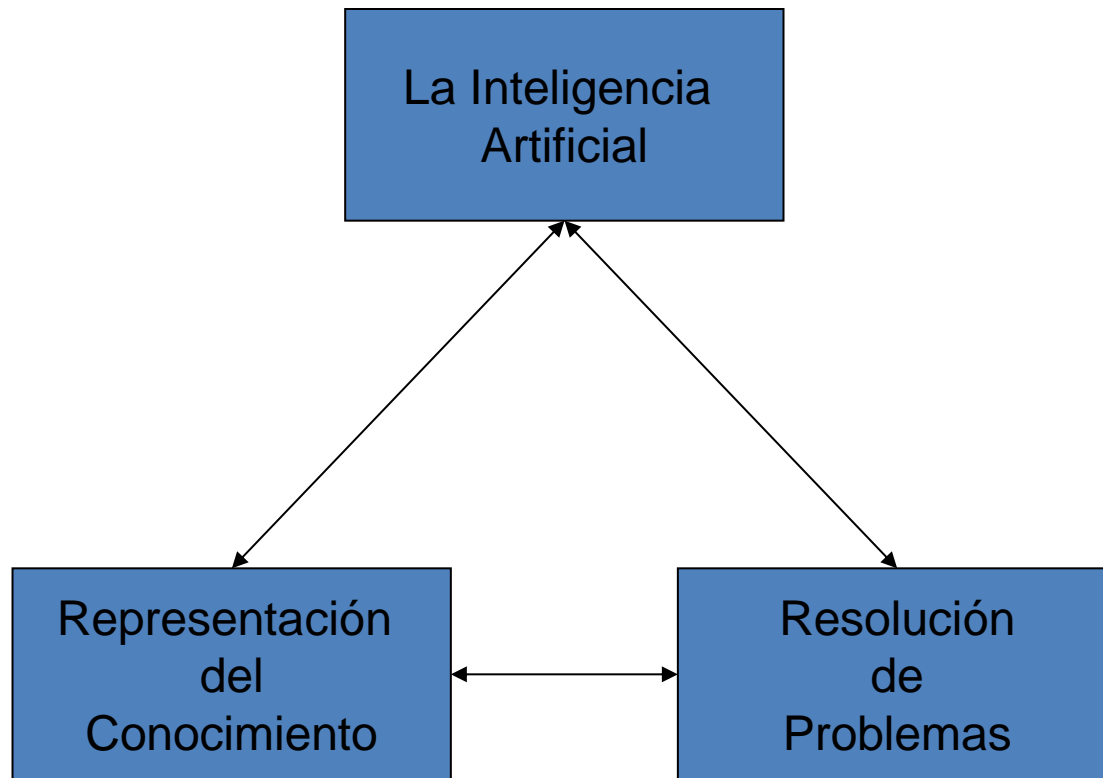 La Inteligencia
Artificial
Representación
del
Conocimiento
Resolución
de
Problemas